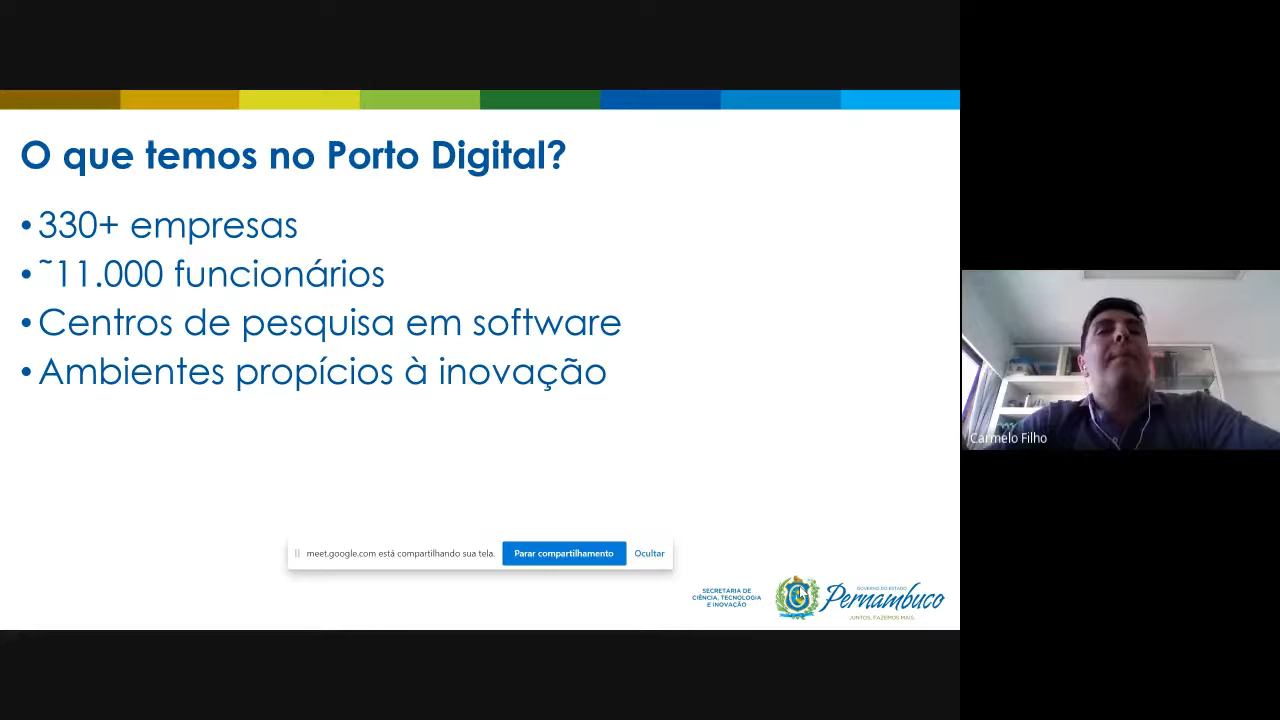 O que temos no Porto Digital?
•330+ empresas
•~11.000 funcionários
•Centros de pesquisa em software
•Ambientes propícios à inovação
Carmelo Filho
meet.google.com está compartilhando sua tela.
Parar compartilhamento
Ocultar
SECRETARIA DE
CIÊNCIA, TECNOLOGIA
E INOVAÇÃO
GOVERNO DO ESTADO
Pernambuco
JUNTOS, FAZEMOS MAIS.